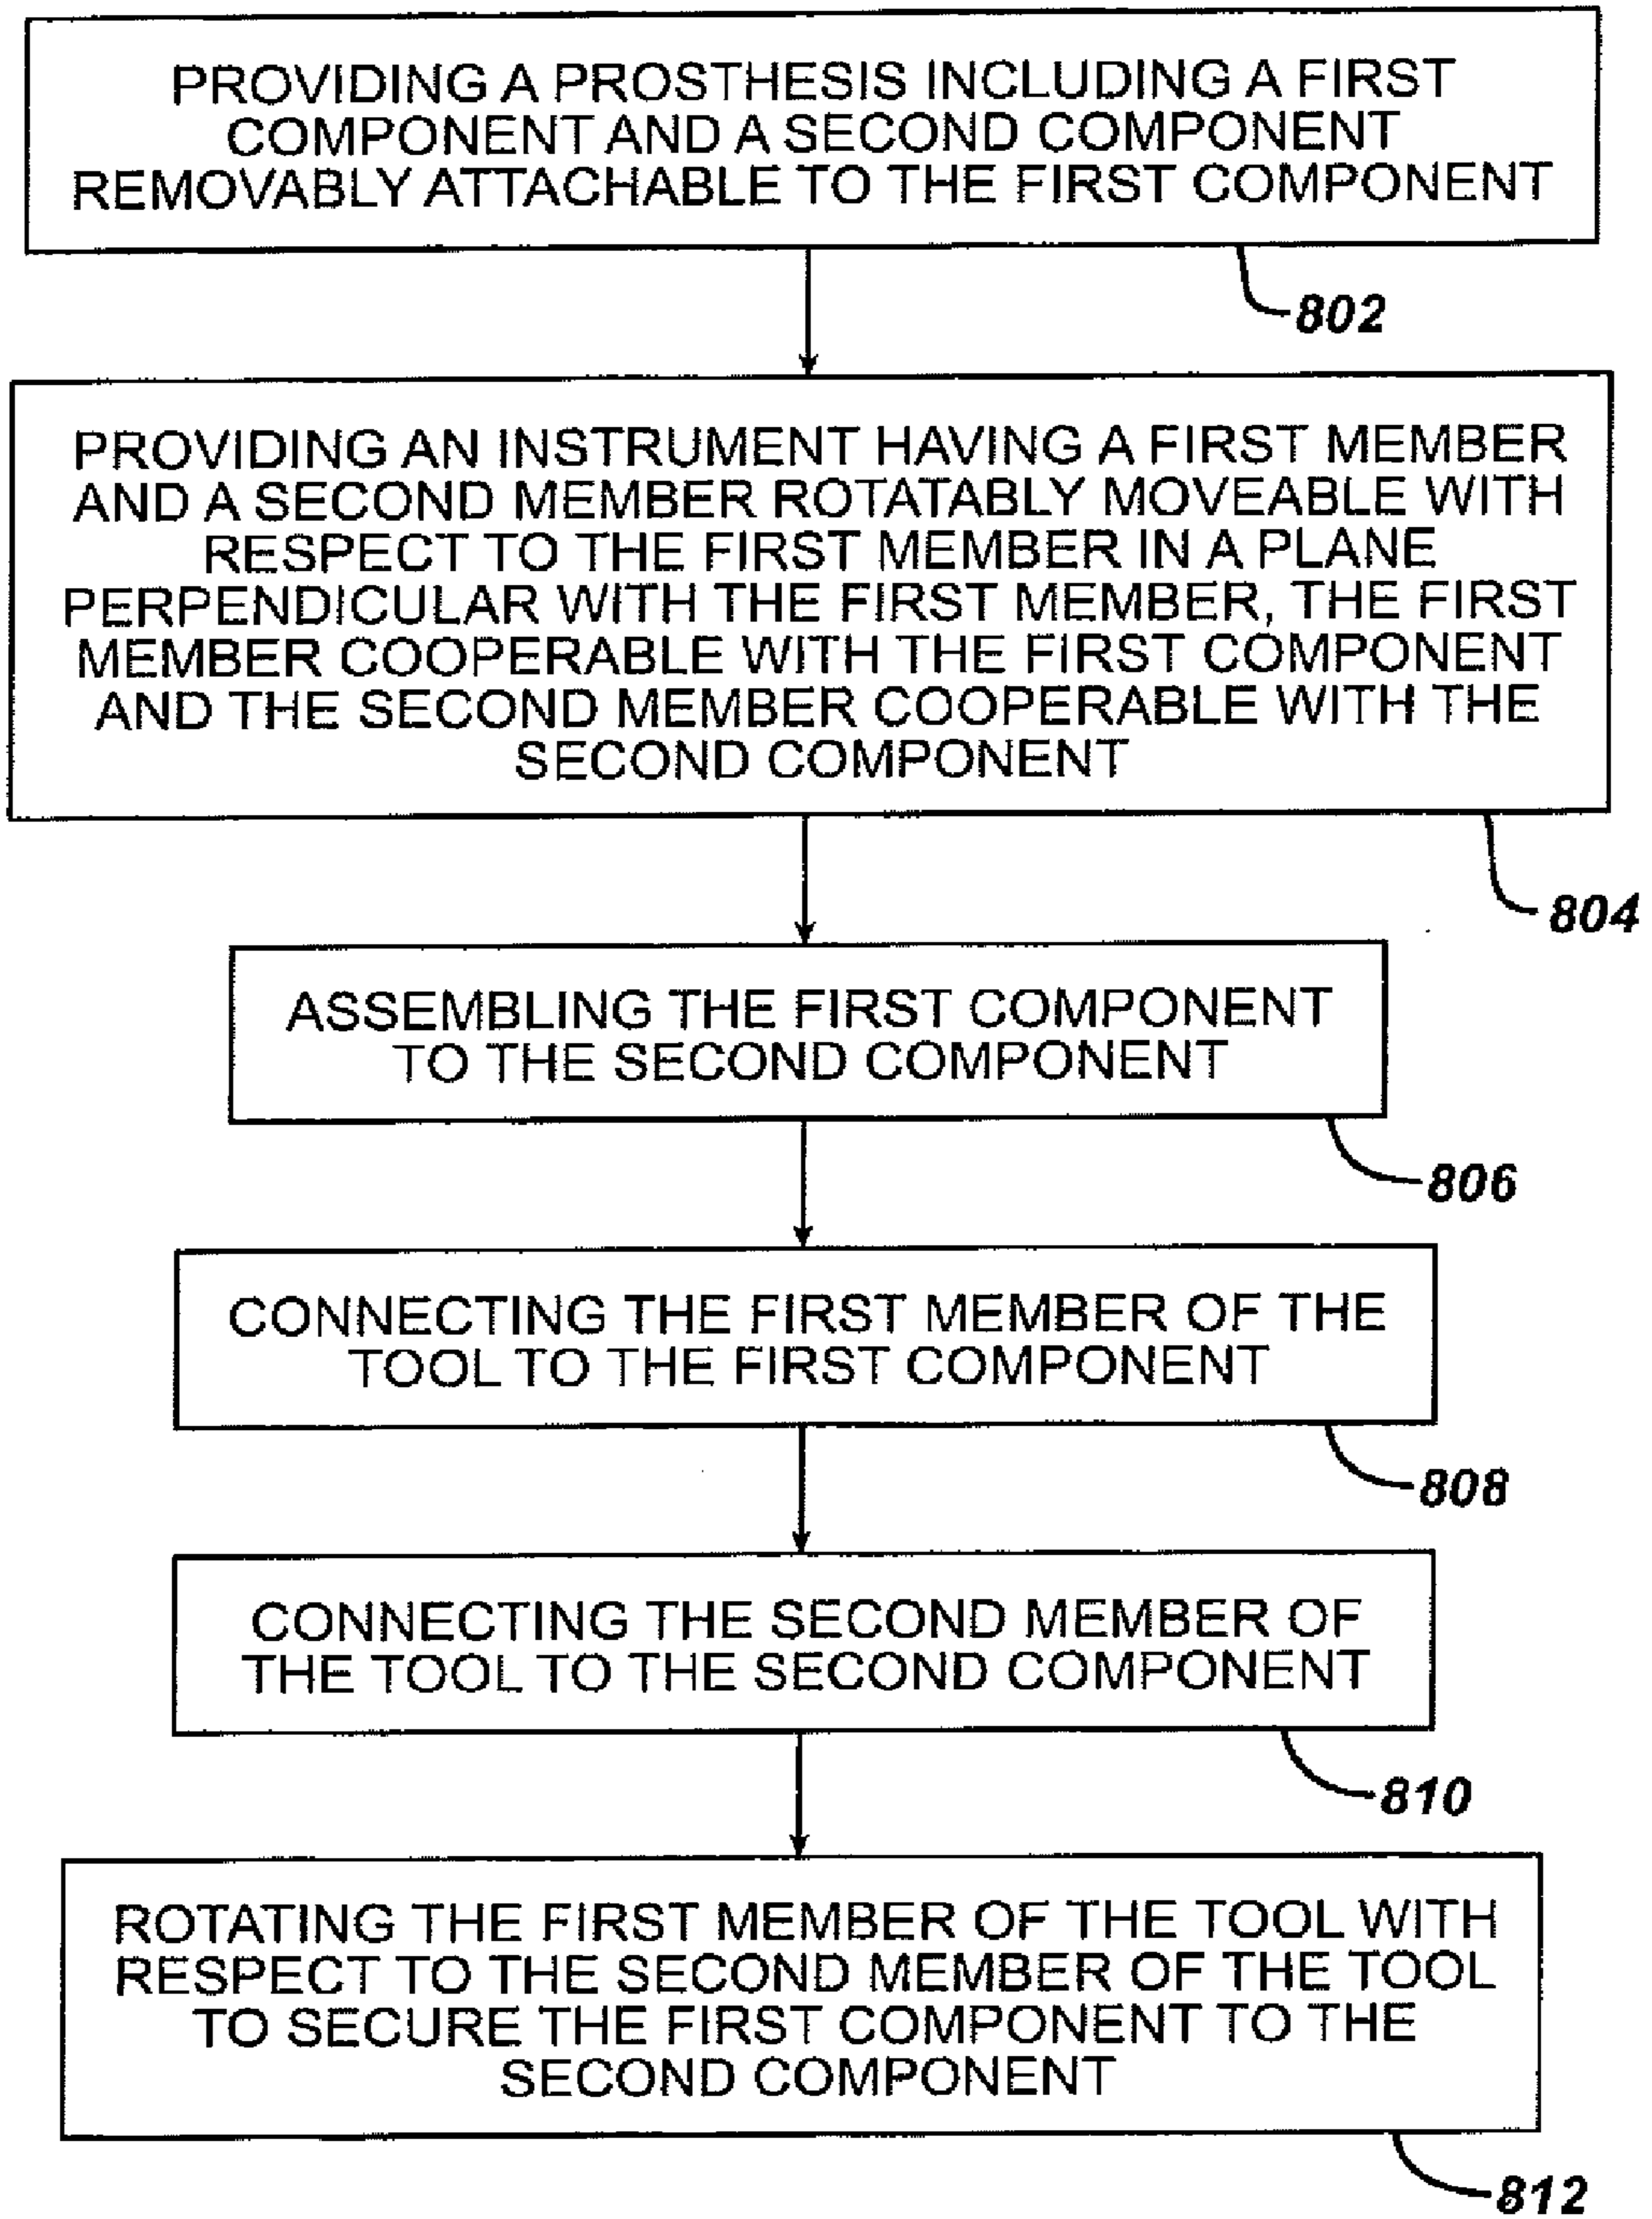 PROVIDING A PROSTHESIS INCLUDING A FIRST
COMPONENT AND A SECOND COMPONENT
REMOVABLY ATTACHABLE TO THE FIRST COMPONENT
802
PROVIDING AN INSTRUMENT HAVING A FIRST MEMBER
AND A SECOND MEMBER ROTATABLY MOVEABLE WITH
RESPECT TO THE FIRST MEMBER IN A PLANE
PERPENDICULAR WITH THE FIRST MEMBER, THE FIRST
MEMBER COOPERABLE WITH THE FIRST COMPONENT
AND THE SECOND MEMBER COOPERABLE WITH THE
SECOND COMPONENT
804
ASSEMBLING THE FIRST COMPONENT
TO THE SECOND COMPONENT
806
CONNECTING THE FIRST MEMBER OF THE
TOOL TO THE FIRST COMPONENT
808
CONNECTING THE SECOND MEMBER OF
THE TOOL TO THE SECOND COMPONENT
810
ROTATING THE FIRST MEMBER OF THE TOOL WITH
RESPECT TO THE SECOND MEMBER OF THE TOOL
TO SECURE THE FIRST COMPONENT TO THE
SECOND COMPONENT
812